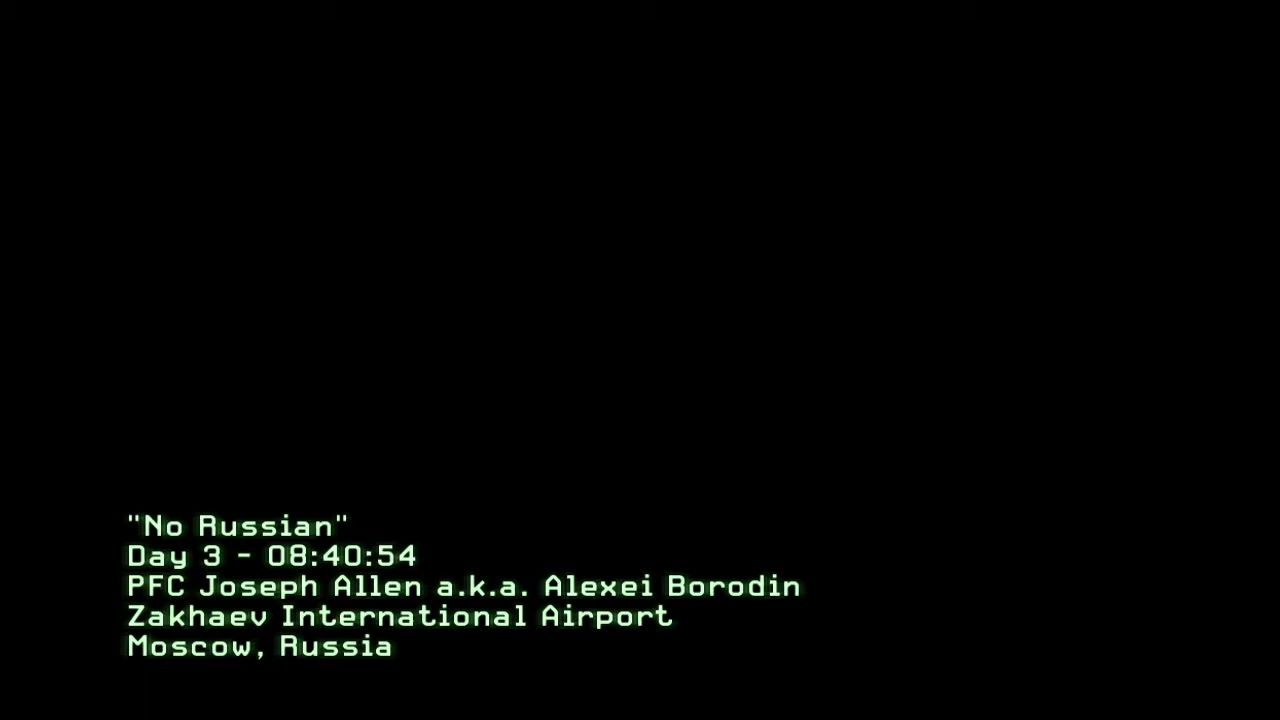 "No Russian"
Day 3 - 08:40:54
PFC Joseph Allen a.k.a. Alexei Borodin
Zakhaev International Airport
Moscow, Russia